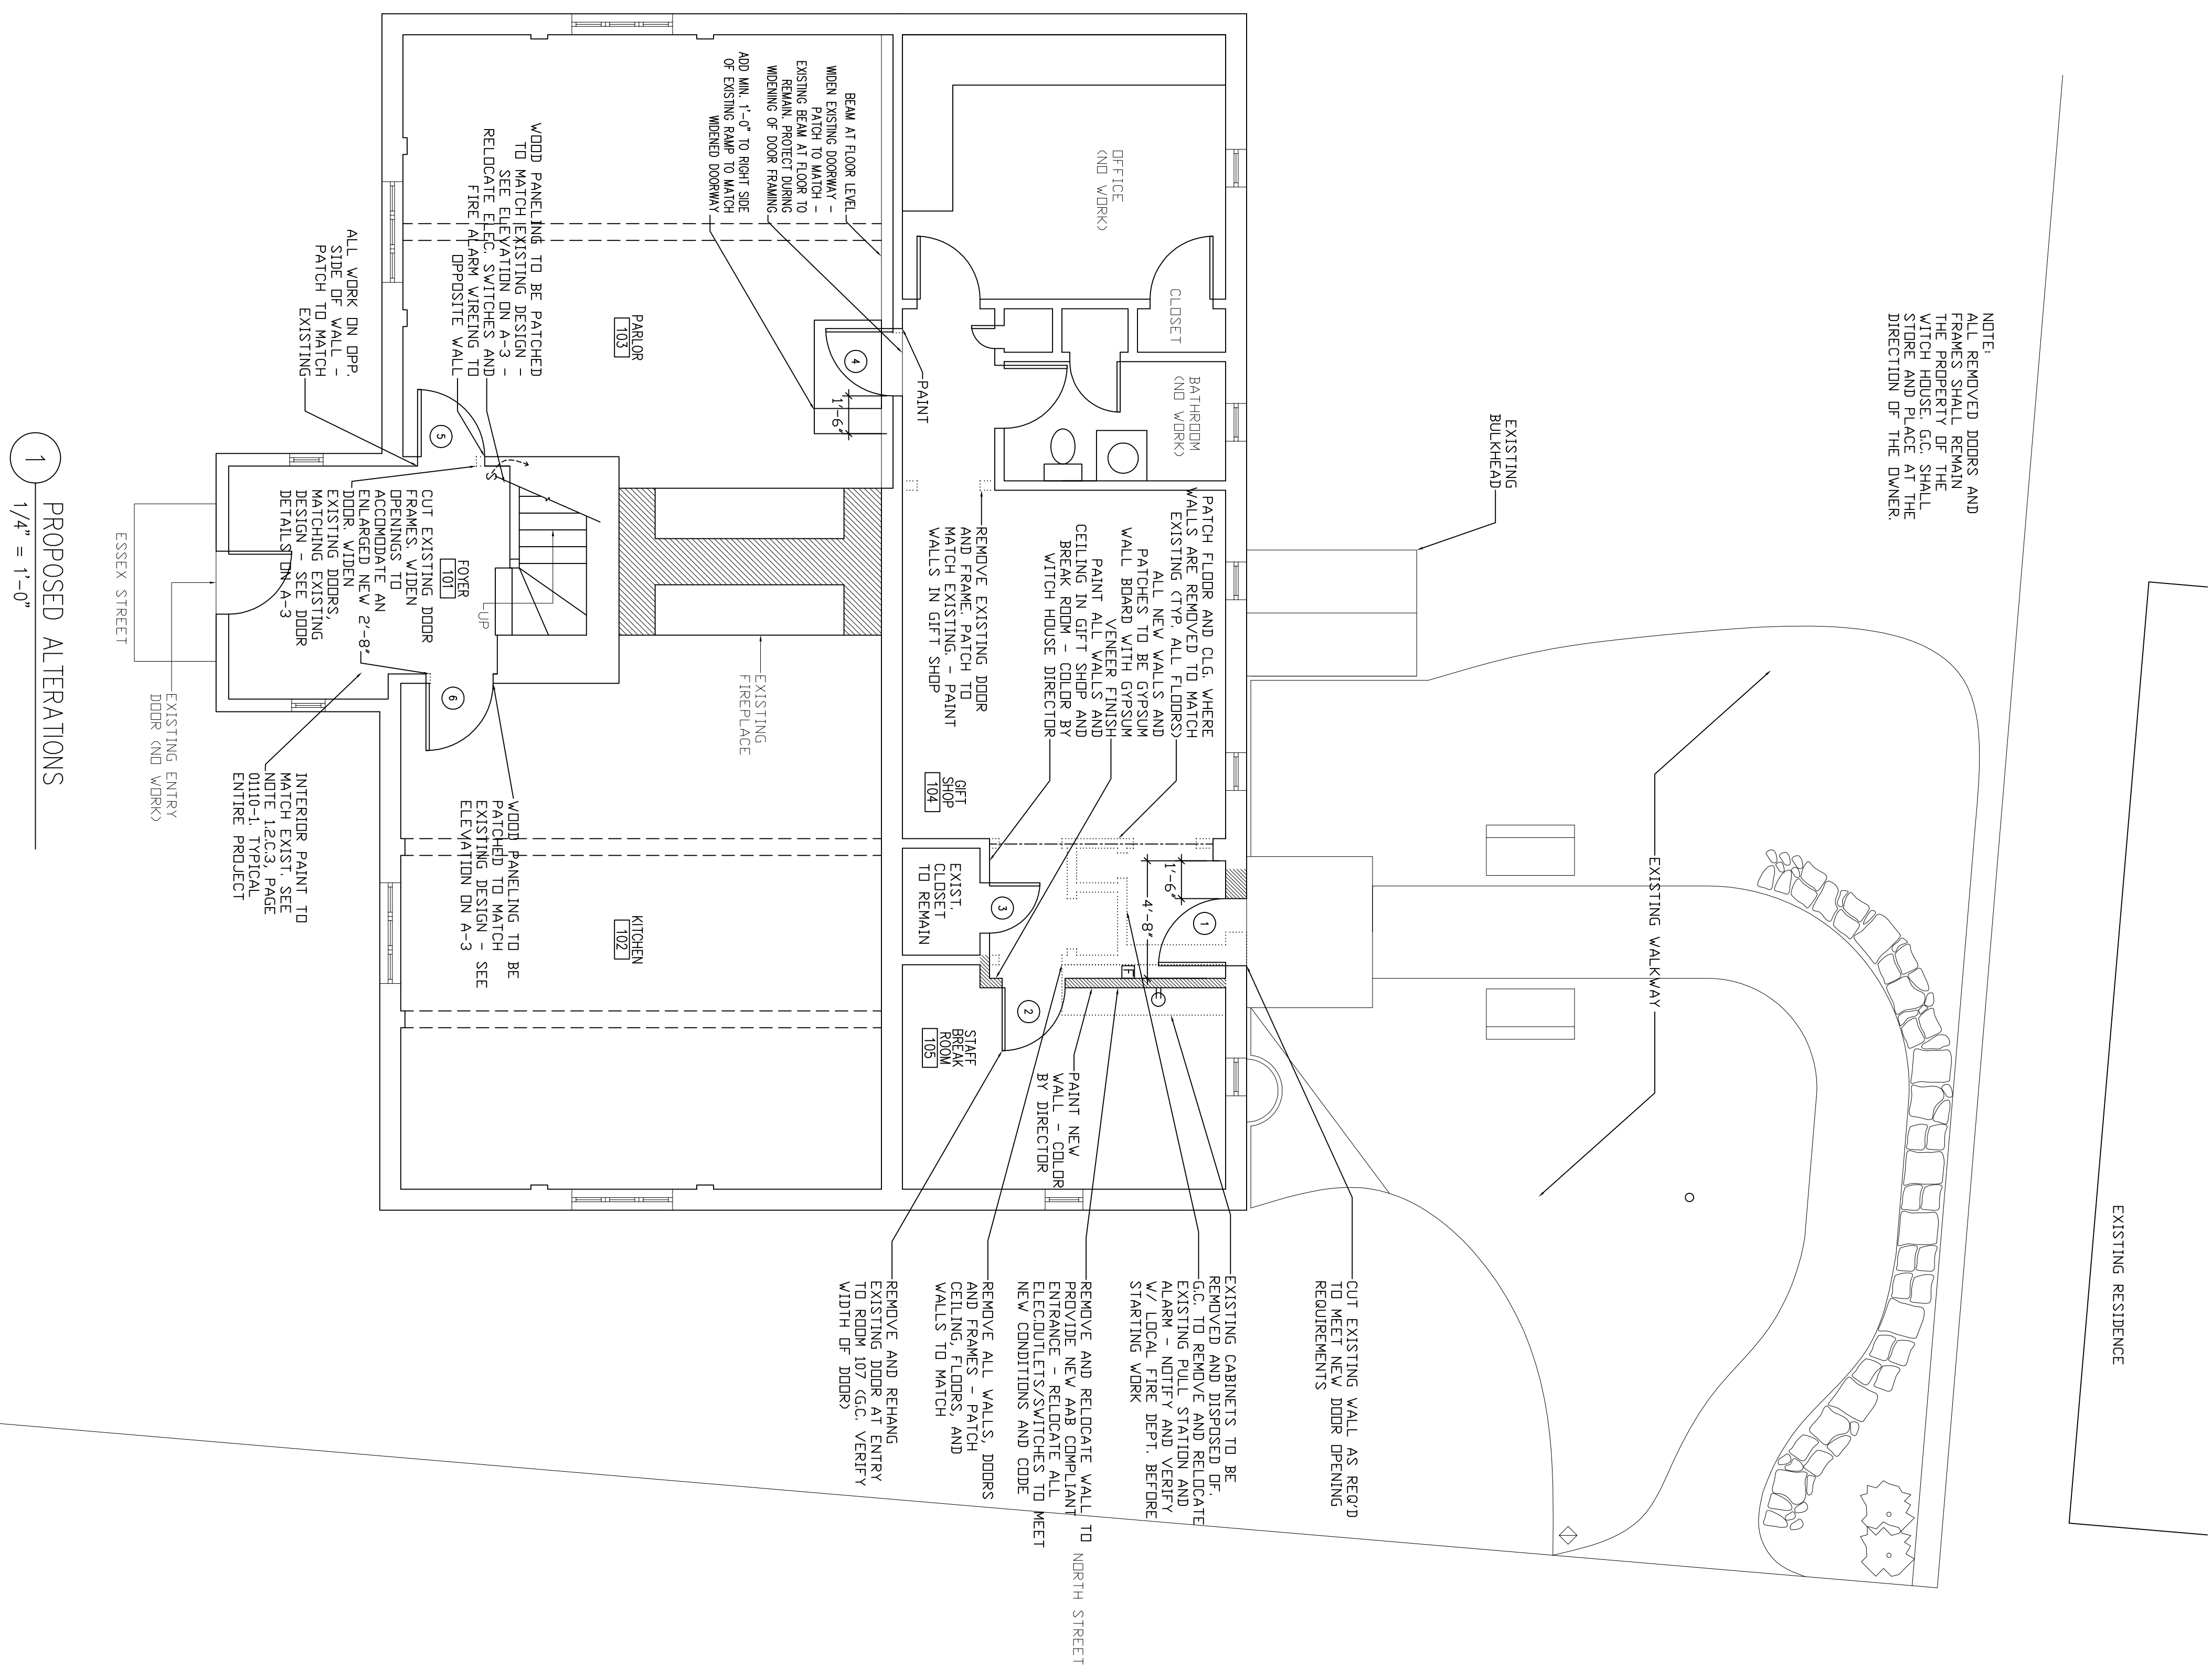 NOTE:
ALL REMOVED DOORS AND
FRAMES SHALL REMAIN
THE PROPERTY OF THE
WITCH HOUSE. G.C. SHALL
STORE AND PLACE AT THE
DIRECTION OF THE OWNER.
EXISTING RESIDENCE
EXISTING
BULKHEAD
EXISTING WALKWAY
OFFICE
(NO WORK)
CLOSET
BATHROOM
(NO WORK)
PATCH FLOOR AND CLG. WHERE
WALLS ARE REMOVED TO MATCH
EXISTING (TYP. ALL FLOORS)
ALL NEW WALLS AND
PATCHES TO BE GYPSUM
WALL BOARD WITH GYPSUM
VENEER FINISH
PAINT ALL WALLS AND
CEILING IN GIFT SHOP AND
BREAK ROOM - COLOR BY
WITCH HOUSE DIRECTOR
REMOVE EXISTING DOOR
AND FRAME. PATCH TO
MATCH EXISTING. - PAINT
WALLS IN GIFT SHOP
GIFT
SHOP
104
1'-6"
4'-8"
1
F
2
3
EXIST.
CLOSET
TO REMAIN
STAFF
BREAK
ROOM
105
PAINT NEW
WALL - COLOR
BY DIRECTOR
CUT EXISTING WALL AS REQ'D
TO MEET NEW DOOR OPENING
REQUIREMENTS
EXISTING CABINETS TO BE
REMOVED AND DISPOSED OF.
G.C. TO REMOVE AND RELOCATE
EXISTING PULL STATION AND
ALARM - NOTIFY AND VERIFY
W/ LOCAL FIRE DEPT. BEFORE
STARTING WORK
REMOVE AND RELOCATE WALL TO
PROVIDE NEW AAB COMPLIANT
ENTRANCE - RELOCATE ALL
ELEC.OUTLETS/SWITCHES TO MEET
NEW CONDITIONS AND CODE
NORTH STREET
REMOVE ALL WALLS, DOORS
AND FRAMES - PATCH
CEILING, FLOORS, AND
WALLS TO MATCH
REMOVE AND REHANG
EXISTING DOOR AT ENTRY
TO ROOM 107 (G.C. VERIFY
WIDTH OF DOOR)
BEAM AT FLOOR LEVEL
WIDEN EXISTING DOORWAY -
PATCH TO MATCH -
EXISTING BEAM AT FLOOR TO
REMAIN. PROTECT DURING
WIDENING OF DOOR FRAMING
ADD MIN. 1'-0" TO RIGHT SIDE
OF EXISTING RAMP TO MATCH
WIDENED DOORWAY
PAINT
4
1'-6"
PARLOR
103
EXISTING
FIREPLACE
KITCHEN
102
WOOD PANELING TO BE PATCHED
TO MATCH EXISTING DESIGN -
SEE ELEVATION ON A-3 -
RELOCATE ELEC. SWITCHES AND
FIRE ALARM WIREING TO
OPPOSITE WALL
S
UP
5
FOYER
101
6
WOOD PANELING TO BE
PATCHED TO MATCH
EXISTING DESIGN - SEE
ELEVATION ON A-3
ALL WORK ON OPP.
SIDE OF WALL -
PATCH TO MATCH
EXISTING
CUT EXISTING DOOR
FRAMES. WIDEN
OPENINGS TO
ACCOMODATE AN
ENLARGED NEW 2'-8"
DOOR. WIDEN
EXISTING DOORS,
MATCHING EXISTING
DESIGN - SEE DOOR
DETAILS ON A-3
INTERIOR PAINT TO
MATCH EXIST. SEE
NOTE 1.2.C.3, PAGE
01110-1. TYPICAL
ENTIRE PROJECT
EXISTING ENTRY
DOOR (NO WORK)
ESSEX STREET
1
PROPOSED ALTERATIONS
1/4" = 1'-0"